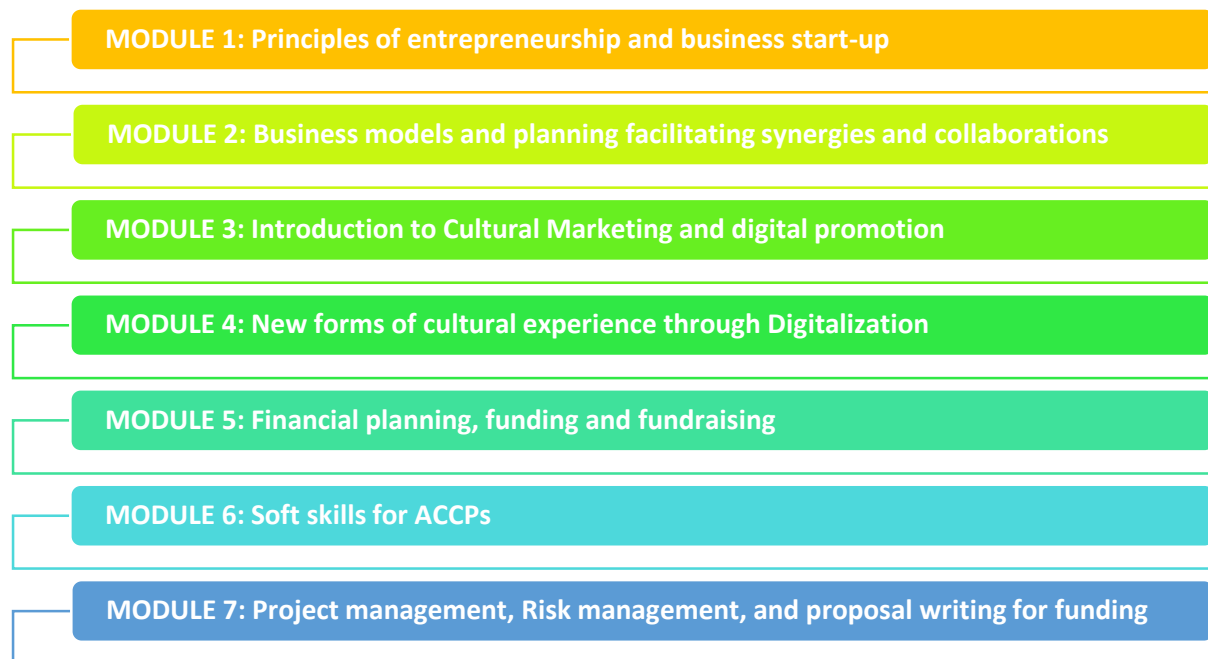 MODULE 1: Principles of entrepreneurship and business start-up
MODULE 2: Business models and planning facilitating synergies and collaborations
MODULE 3: Introduction to Cultural Marketing and digital promotion
MODULE 4: New forms of cultural experience through Digitalization
MODULE 5: Financial planning, funding and fundraising
MODULE 6: Soft skills for ACCPs
MODULE 7: Project management, Risk management, and proposal writing for funding